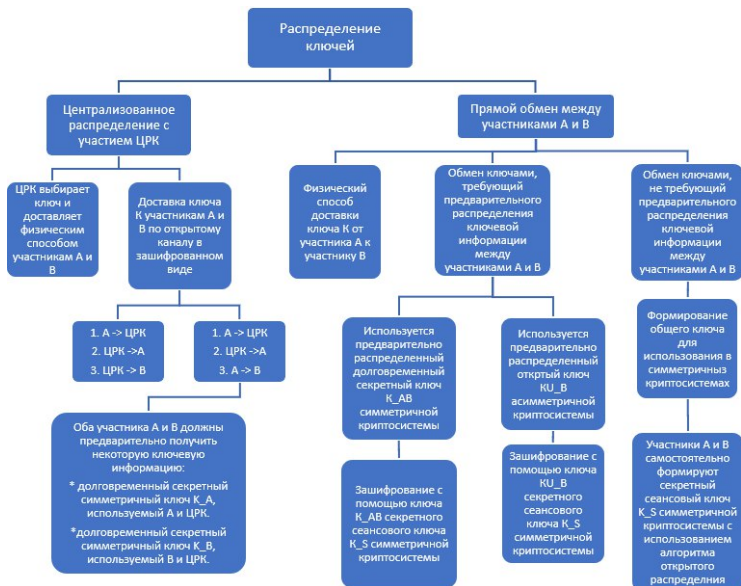 Распределение
ключей
Централизованное
распределение с
участием ЦРК
Прямой обмен между
участниками А и В
ЦРК выбирает
ключ и
доставляет
физическим
способом
участникам А и
В
Доставка ключа
К участникам А и
В по открытому
каналу в
зашифрованном
виде
Физический
способ
доставки
ключа К от
участника А к
участнику В
Обмен ключами,
требующий
предварительного
распределения
ключевой
информации
между
участниками А и В
Обмен ключами,
не требующий
предварительного
распределения
ключевой
информации
между
участниками А и В
1. А -> ЦРК
2. ЦРК ->А
3. ЦРК -> В
1. А -> ЦРК
2. ЦРК ->А
3. А -> В
Используется
предварительно
распределенный
долговременный
секретный ключ
К_АВ
симметричной
криптосистемы
Используется
предварительно
распределенный
откртый ключ
KU_B
асимметричной
криптосистемы
Формирование
общего ключа
для
использования в
симметричныз
криптосистемах
Оба участника А и В должны
предварительно получить
некоторую ключевую
информацию:
* долговременный секретный
симметричный ключ К_А,
используемый А и ЦРК.
*долговременный секретный
симметричный ключ К_В,
используемый В и ЦРК.
Зашифрование с
помощью ключа
К_АВ секретного
сеансового ключа
K_S симметричной
криптосистемы
Зашифрование с
помощью ключа
KU_B
секретного
сеансового
ключа K_S
симметричной
криптосистемы
Участники А и В
самостоятельно
формируют
секретный
сеансовый ключ
K_S симметричной
криптосистемы с
использованием
алгоритма
открытого
распределения